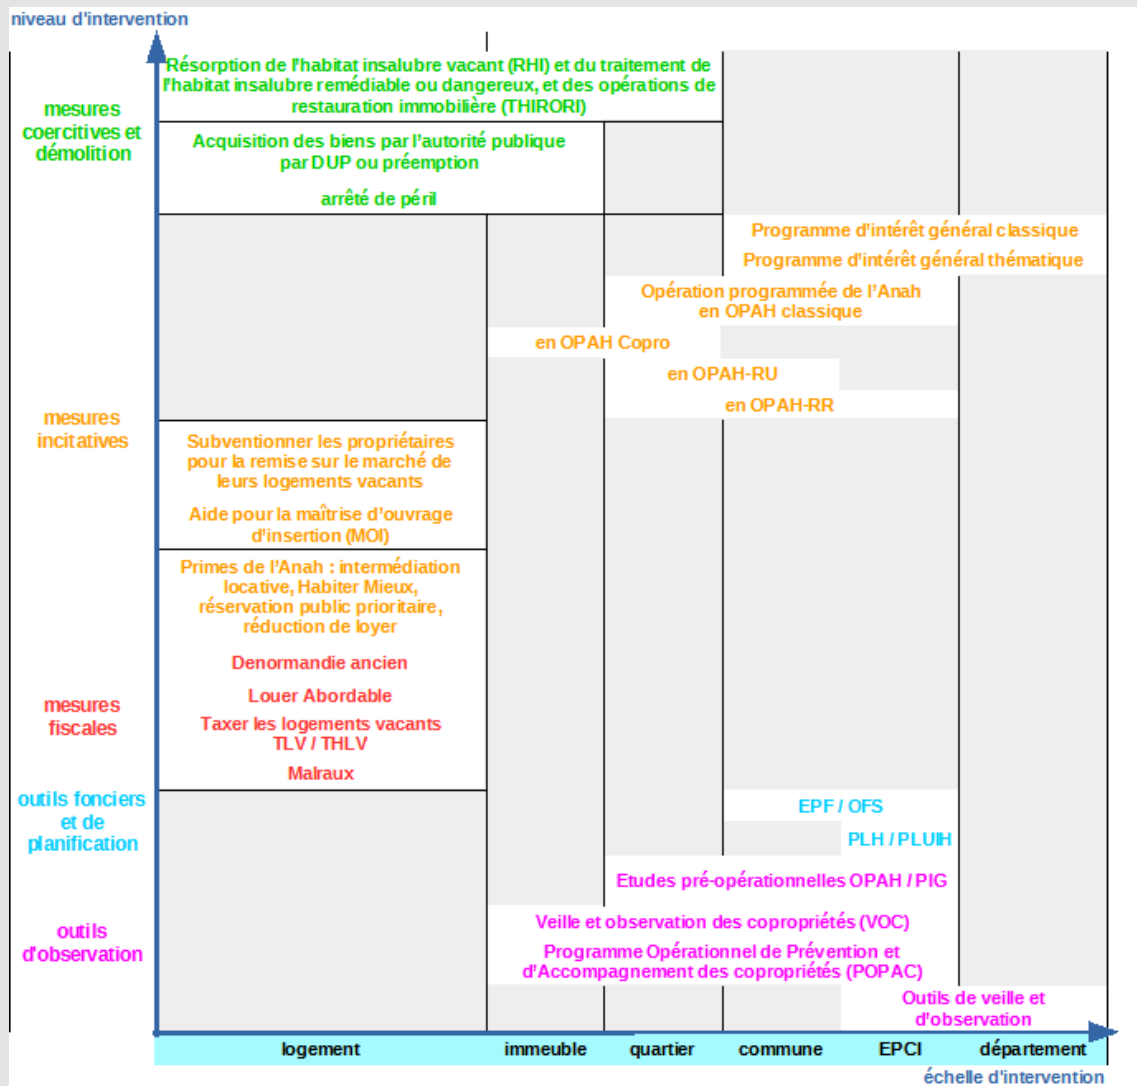 niveau d'intervention
Résorption de l'habitat insalubre vacant (RHI) et du traitement de
l'habitat insalubre remédiable ou dangereux, et des opérations de
restauration immobilière (THIRORI)
mesures
coercitives et
démolition
Acquisition des biens par l'autorité publique
par DUP ou préemption
arrêté de péril
Programme d'intérêt général classique
Programme d'intérêt général thématique
Opération programmée de l'Anah
en OPAH classique
en OPAH Copro
en OPAH-RU
en OPAH-RR
mesures
incitatives
Subventionner les propriétaires
pour la remise sur le marché de
leurs logements vacants
Aide pour la maîtrise d'ouvrage
d'insertion (MOI)
Primes de l'Anah : intermédiation
locative, Habiter Mieux,
réservation public prioritaire,
réduction de loyer
Denormandie ancien
Louer Abordable
mesures
fiscales
Taxer les logements vacants
TLV / THLV
Malraux
outils fonciers
et de
planification
EPF / OFS
PLH / PLUIH
Etudes pré-opérationnelles OPAH / PIG
outils
d'observation
Veille et observation des copropriétés (VOC)
Programme Opérationnel de Prévention et
d'Accompagnement des copropriétés (POPAC)
Outils de veille et
d'observation
logement immeuble quartier commune EPCI département
échelle d'intervention